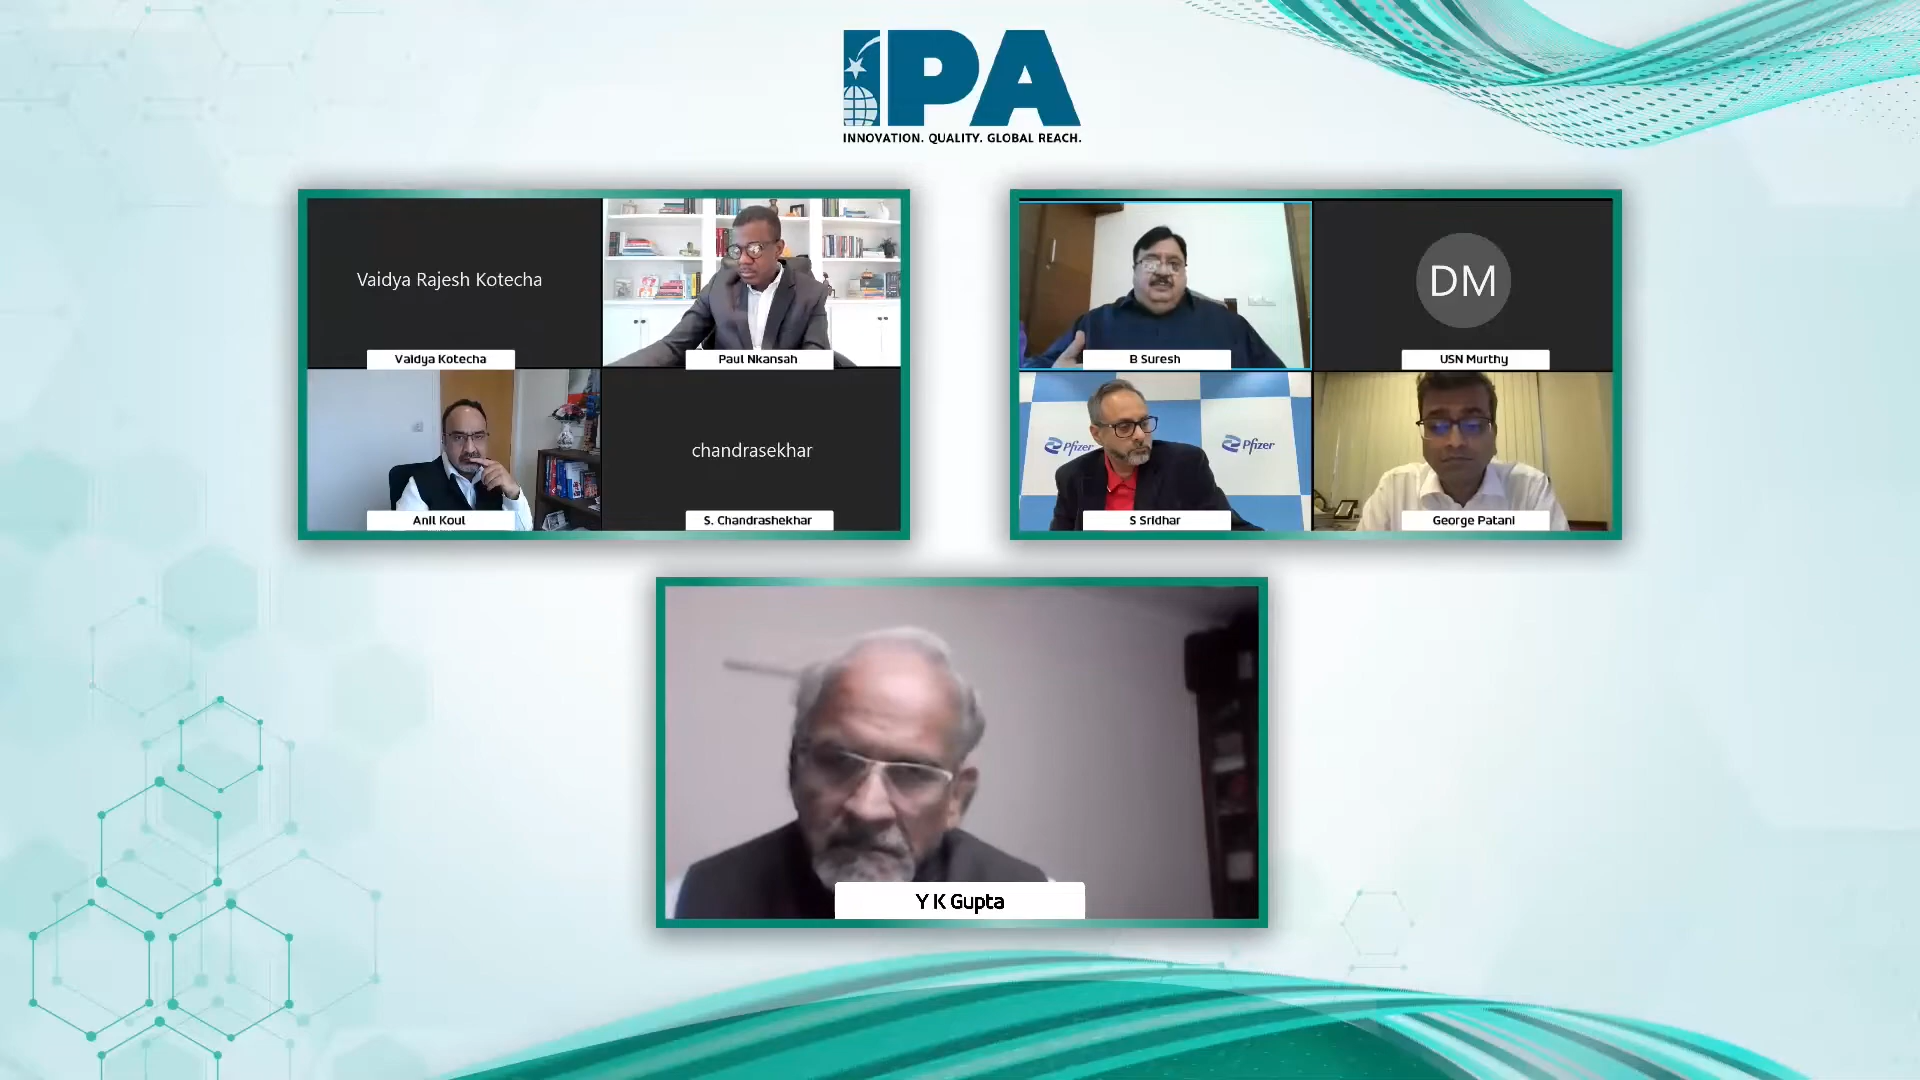 IPA
INNOVATION. QUALITY. GLOBAL REACH.
Vaidya Rajesh Kotecha
Vaidya Kotecha
Paul Nkansah
Anil Koul
chandrasekhar
S. Chandrashekhar
B Suresh
DM
USN Murthy
Pfizer
Pfizer
S Sridhar
George Patani
Y K Gupta